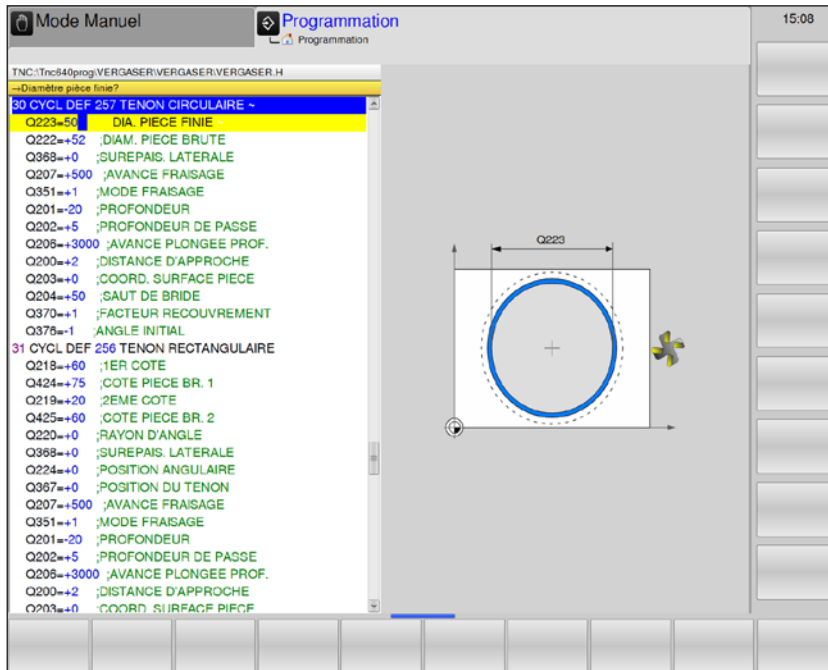 Mode Manuel
Programmation
Programmation
15:08
TNC:\Tnc640prog\VERGASER\VERGASER\VERGASER.H
→Diamètre pièce finie?
30 CYCL DEF 257 TENON CIRCULAIRE ~
Q223=50 DIA. PIECE FINIE ~
Q222=+52 ;DIAM. PIECE BRUTE
Q368=+0 ;SUREPAIS. LATERALE
Q207=+500 ;AVANCE FRAISAGE
Q351=+1 ;MODE FRAISAGE
Q201=-20 ;PROFONDEUR
Q202=+5 ;PROFONDEUR DE PASSE
Q206=+3000 ;AVANCE PLONGEE PROF.
Q200=+2 ;DISTANCE D'APPROCHE
Q203=+0 ;COORD. SURFACE PIECE
Q204=+50 ;SAUT DE BRIDE
Q370=+1 ;FACTEUR RECOUVREMENT
Q376=-1 ;ANGLE INITIAL
31 CYCL DEF 256 TENON RECTANGULAIRE
Q218=+60 ;1ER COTE
Q424=+75 ;COTE PIECE BR. 1
Q219=+20 ;2EME COTE
Q425=+60 ;COTE PIECE BR. 2
Q220=+0 ;RAYON D'ANGLE
Q368=+0 ;SUREPAIS. LATERALE
Q224=+0 ;POSITION ANGULAIRE
Q367=+0 ;POSITION DU TENON
Q207=+500 ;AVANCE FRAISAGE
Q351=+1 ;MODE FRAISAGE
Q201=-20 ;PROFONDEUR
Q202=+5 ;PROFONDEUR DE PASSE
Q206=+3000 ;AVANCE PLONGEE PROF.
Q200=+2 ;DISTANCE D'APPROCHE
Q203=+0 ;COORD. SURFACE PIECE
Q223